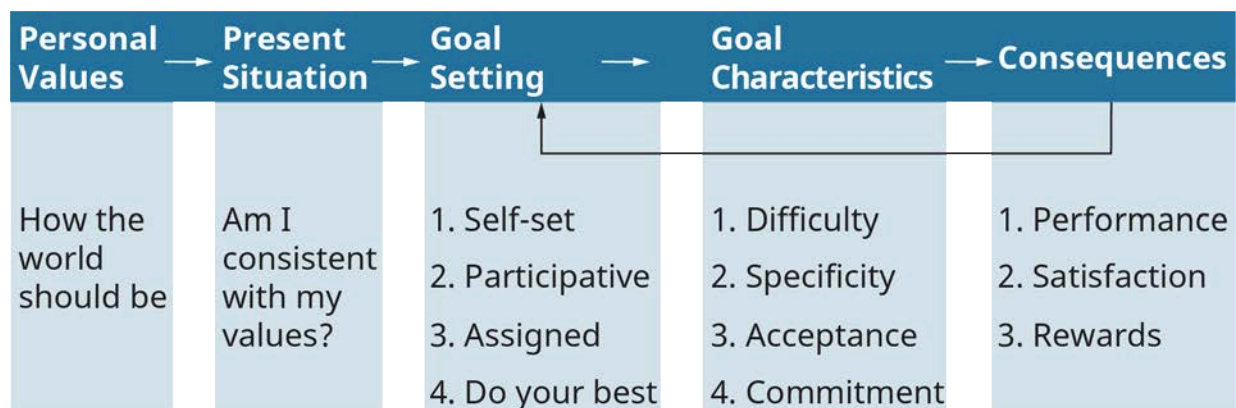 Personal Values
Present Situation
Goal Setting
Goal Characteristics
Consequences
How the
world
should be
Am I
consistent
with my
values?
1. Self-set
2. Participative
3. Assigned
4. Do your best
1. Difficulty
2. Specificity
3. Acceptance
4. Commitment
1. Performance
2. Satisfaction
3. Rewards